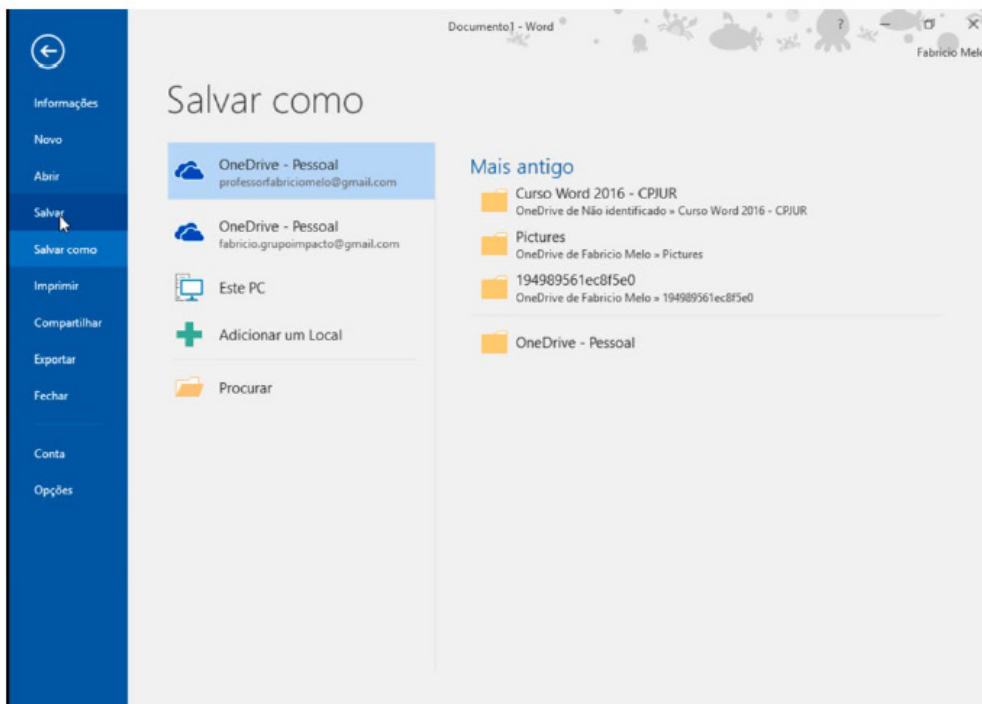 Documento1 - Word
?
Fabricio Melo
Informações
Novo
Abrir
Salvar
Salvar como
Imprimir
Compartilhar
Exportar
Fechar
Conta
Opções
Salvar como
OneDrive - Pessoal
professorfabriciomelo@gmail.com
OneDrive - Pessoal
fabricio.grupoimpacto@gmail.com
Este PC
Adicionar um Local
Procurar
Mais antigo
Curso Word 2016 - CPJUR
OneDrive de Não identificado » Curso Word 2016 - CPJUR
Pictures
OneDrive de Fabricio Melo » Pictures
194989561ec8f5e0
OneDrive de Fabricio Melo » 194989561ec8f5e0
OneDrive - Pessoal